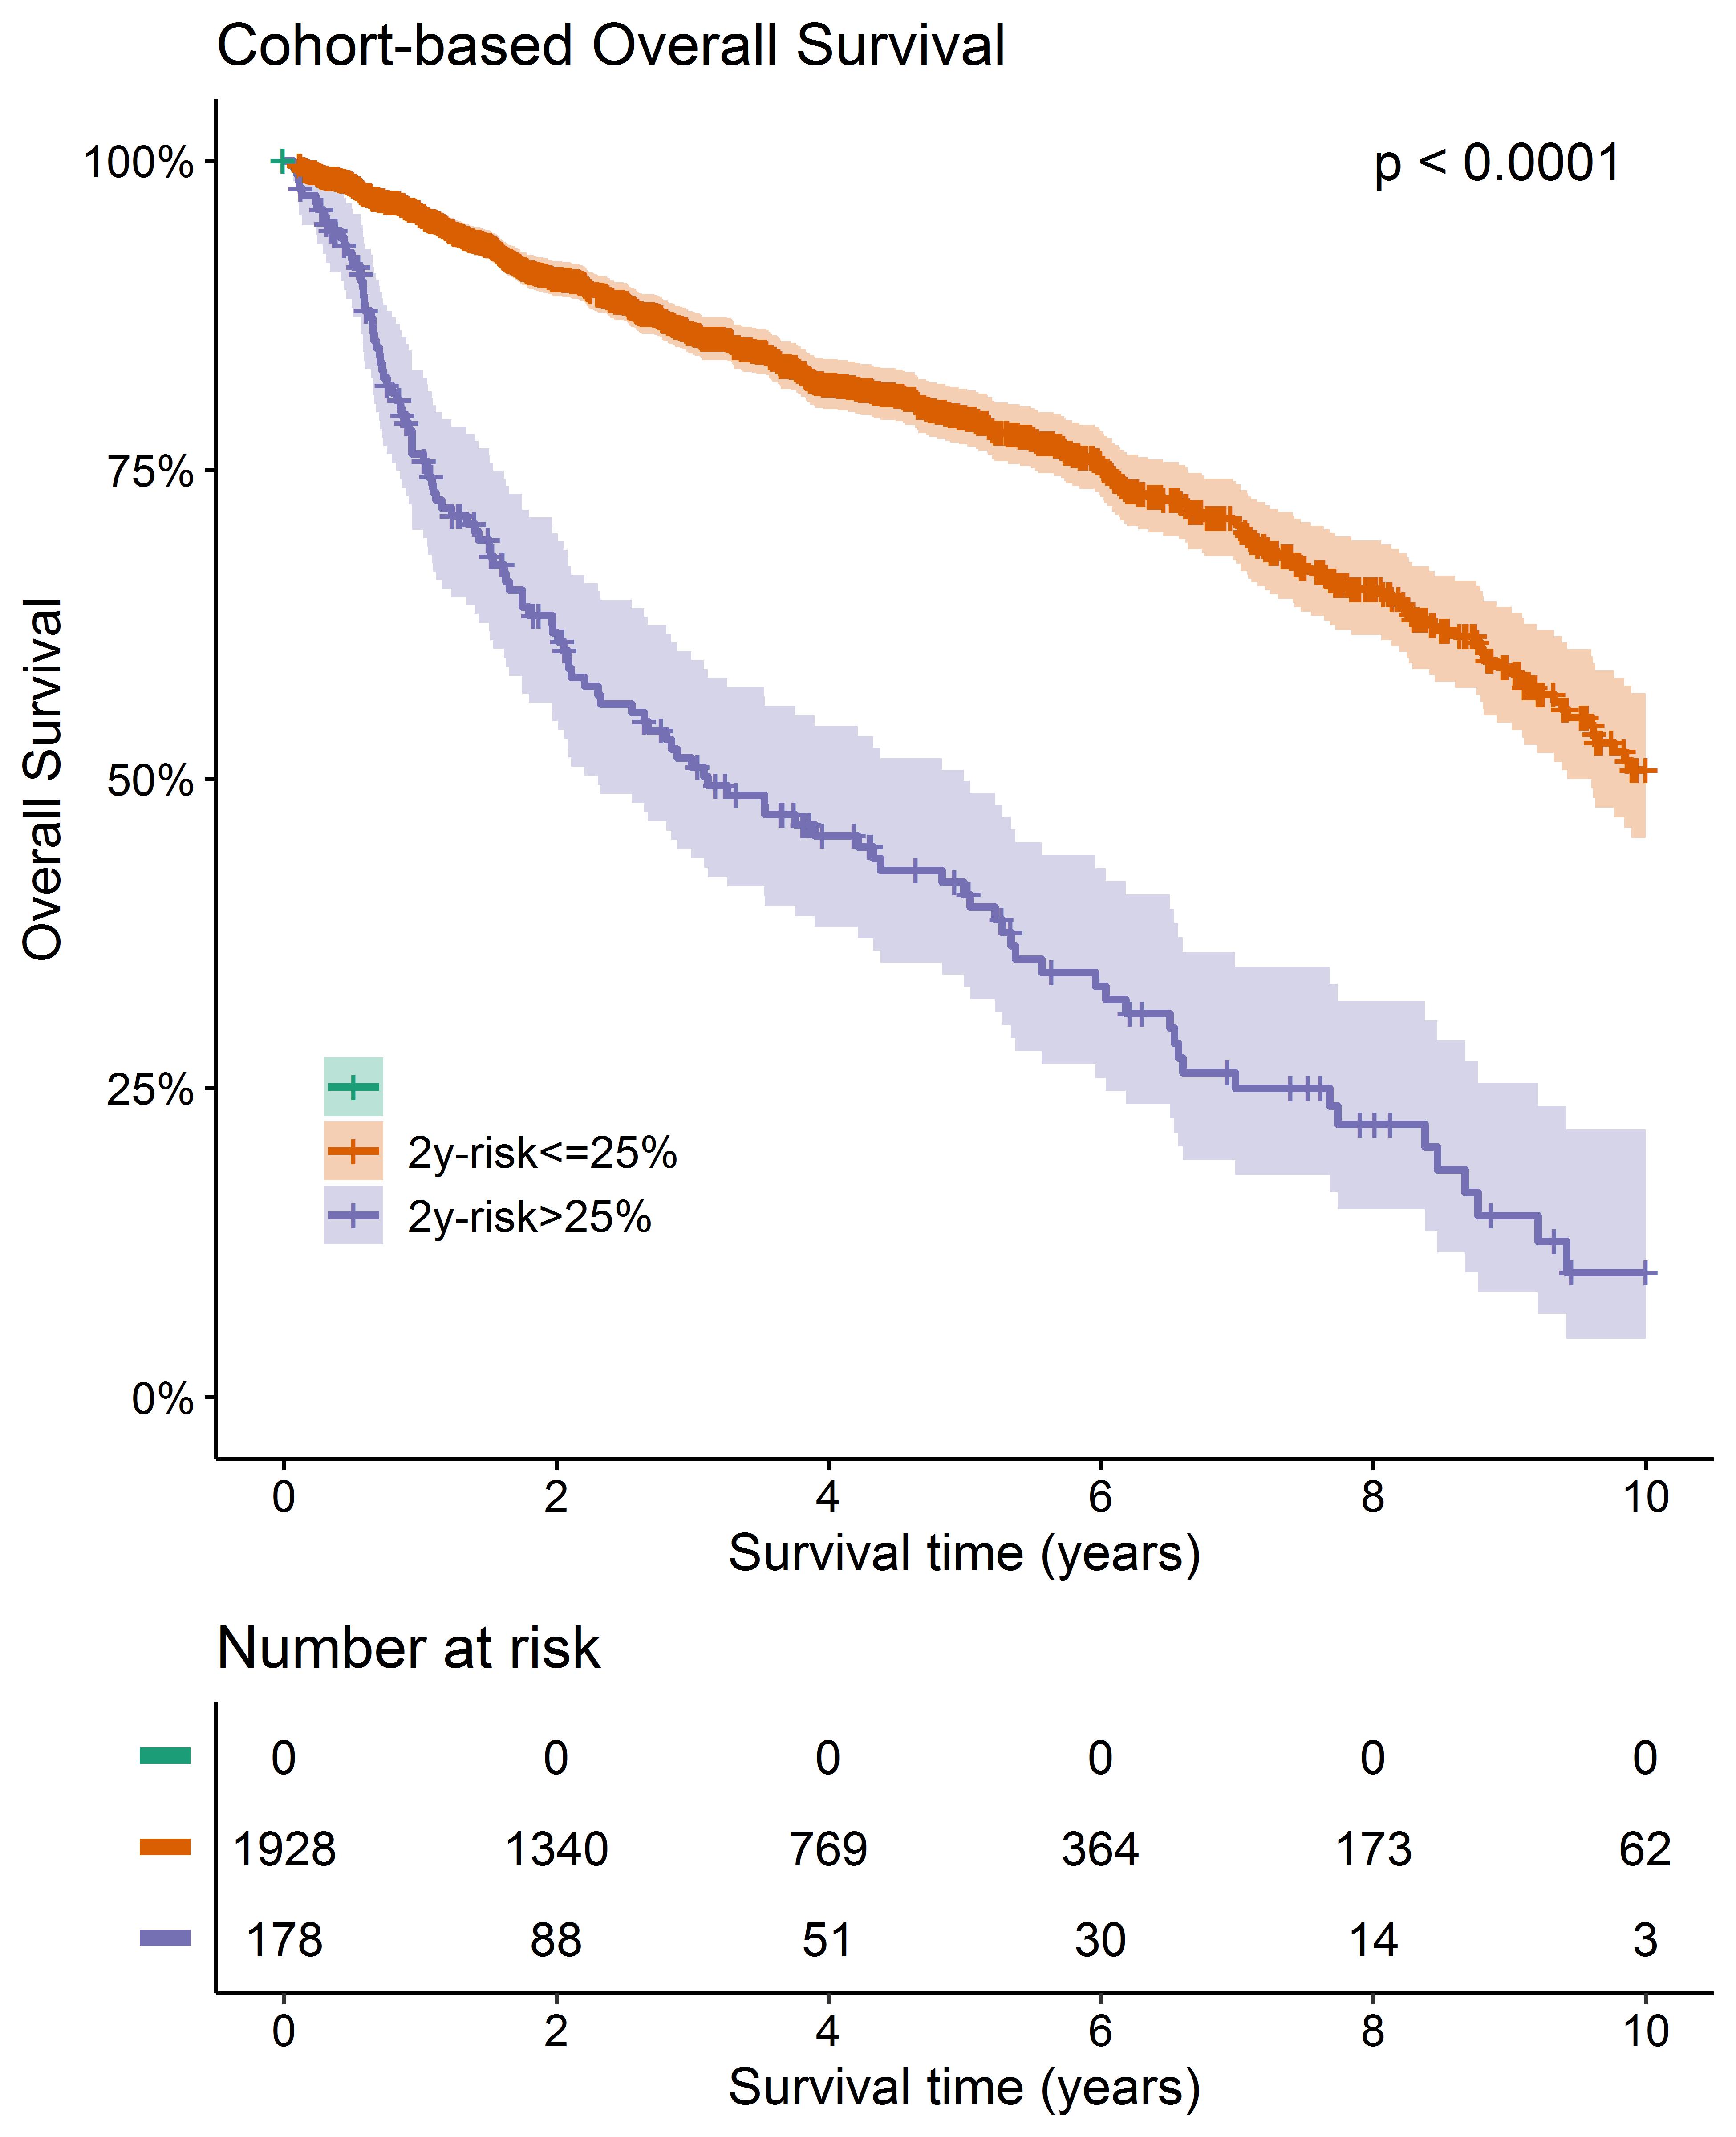 Cohort-based Overall Survival
p < 0.0001
100%
75%
50%
25%
0%
Overall Survival
2y-risk<=25%
2y-risk>25%
0 2 4 6 8 10
Survival time (years)
Number at risk
0 0 0 0 0 0
1928 1340 769 364 173 62
178 88 51 30 14 3
0 2 4 6 8 10
Survival time (years)